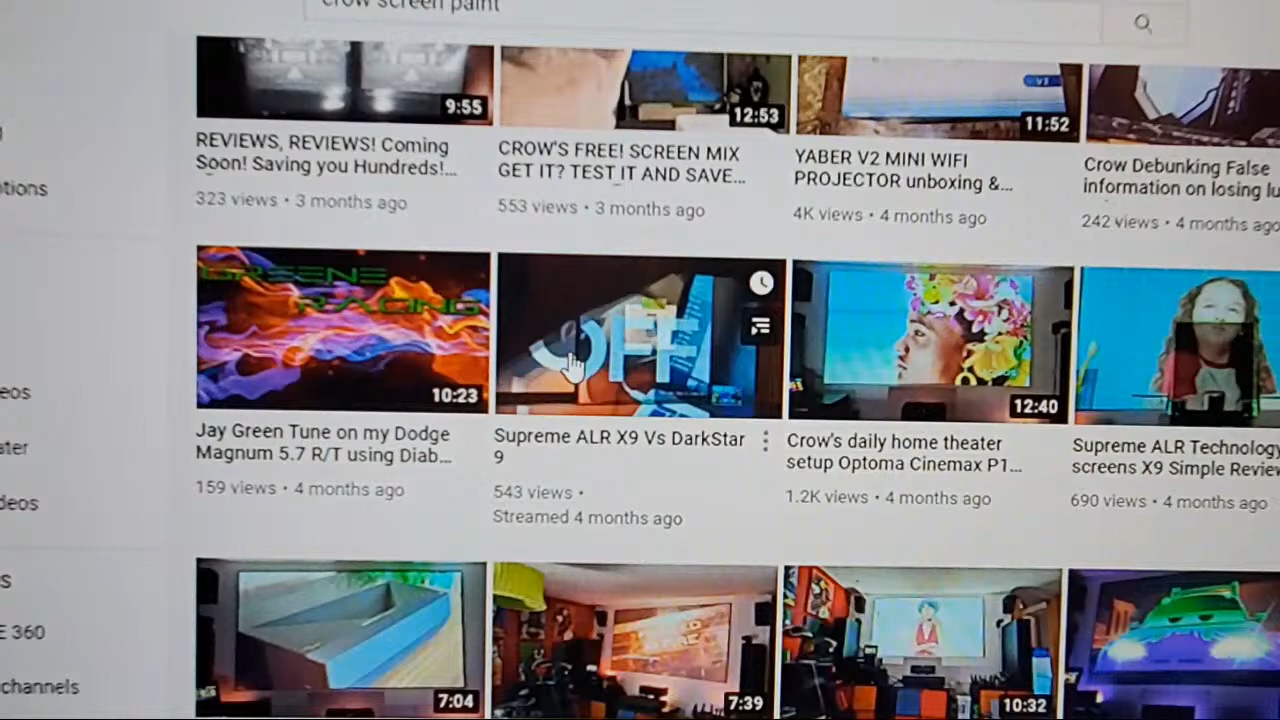 crow screen paint
9:55
12:53
11:52
REVIEWS, REVIEWS! Coming
Soon! Saving you Hundreds!...
323 views • 3 months ago
CROW'S FREE! SCREEN MIX
GET IT? TEST IT AND SAVE...
553 views • 3 months ago
YABER V2 MINI WIFI
PROJECTOR unboxing &...
4K views • 4 months ago
Crow Debunking False
information on losing lu
242 views • 4 months ago
otions
GREENE
RACING
10:23
OFF
12:40
Jay Green Tune on my Dodge
Magnum 5.7 R/T using Diab...
159 views • 4 months ago
Supreme ALR X9 Vs DarkStar
9
543 views •
Streamed 4 months ago
Crow's daily home theater
setup Optoma Cinemax P1...
1.2K views • 4 months ago
Supreme ALR Technology
screens X9 Simple Review
690 views • 4 months ago
eos
ater
deos
s
E 360
channels
7:04
7:39
10:32